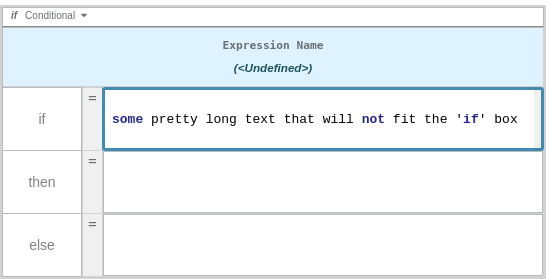 if Conditional
Expression Name
(<Undefined>)
if = some pretty long text that will not fit the 'if' box
then =
else =